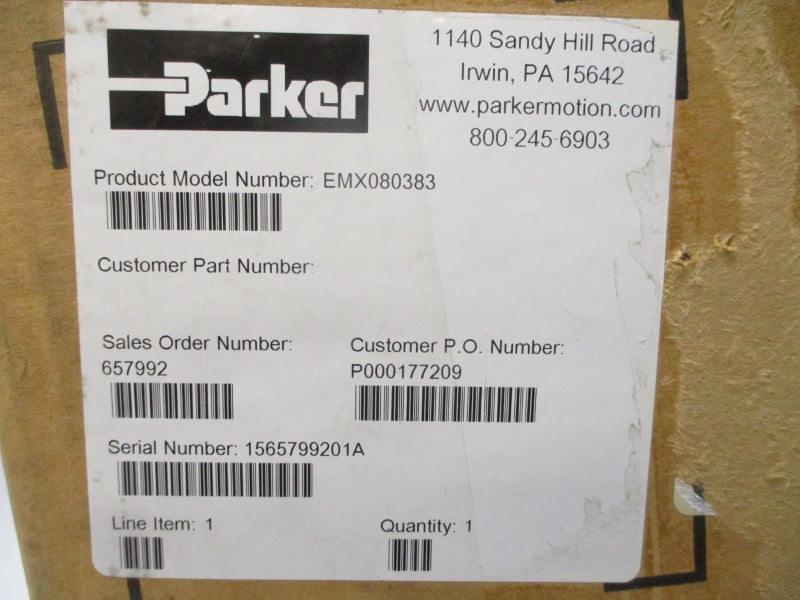 Parker
1140 Sandy Hill Road
Irwin, PA 15642
www.parkermotion.com
800-245-6903
Product Model Number: EMX080383
Customer Part Number:
Sales Order Number:
657992
Customer P.O. Number:
P000177209
Serial Number: 1565799201A
Line Item: 1
Quantity: 1